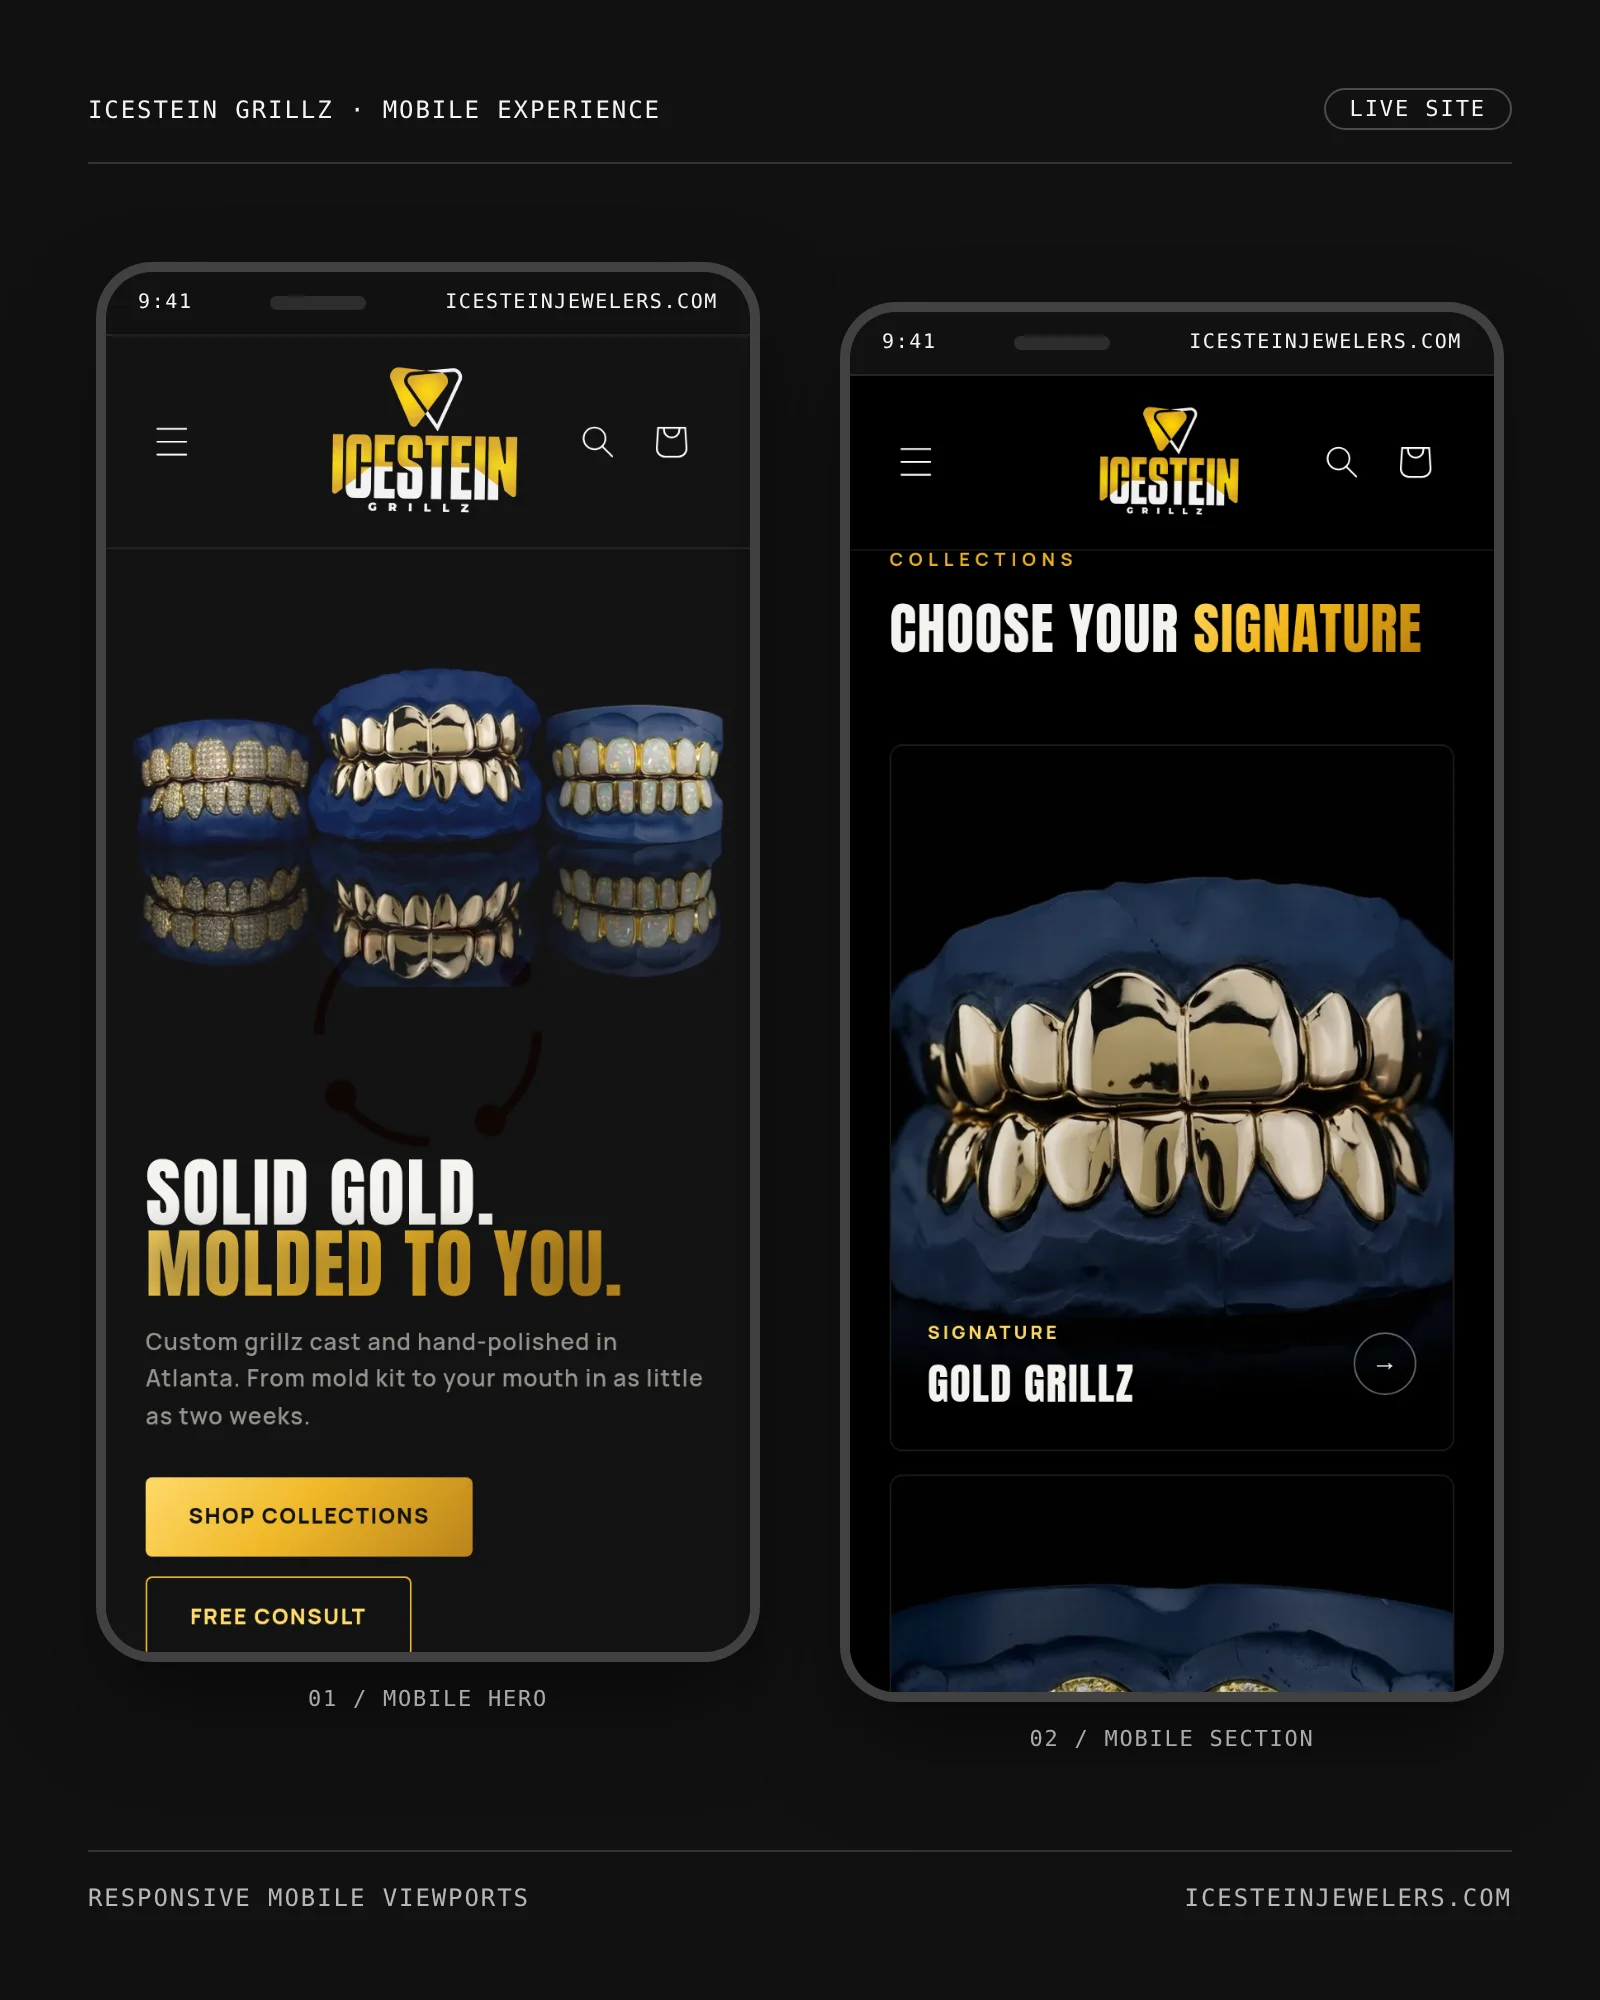 ICESTEIN GRILLZ · MOBILE EXPERIENCE
LIVE SITE
9:41
ICESTEINJEWELERS.COM
ICESTEIN
GRILLZ
SOLID GOLD.
MOLDED TO YOU.
Custom grillz cast and hand-polished in
Atlanta. From mold kit to your mouth in as little
as two weeks.
SHOP COLLECTIONS
FREE CONSULT
01 / MOBILE HERO
9:41
ICESTEINJEWELERS.COM
ICESTEIN
GRILLZ
COLLECTIONS
CHOOSE YOUR SIGNATURE
SIGNATURE
GOLD GRILLZ
→
02 / MOBILE SECTION
RESPONSIVE MOBILE VIEWPORTS
ICESTEINJEWELERS.COM